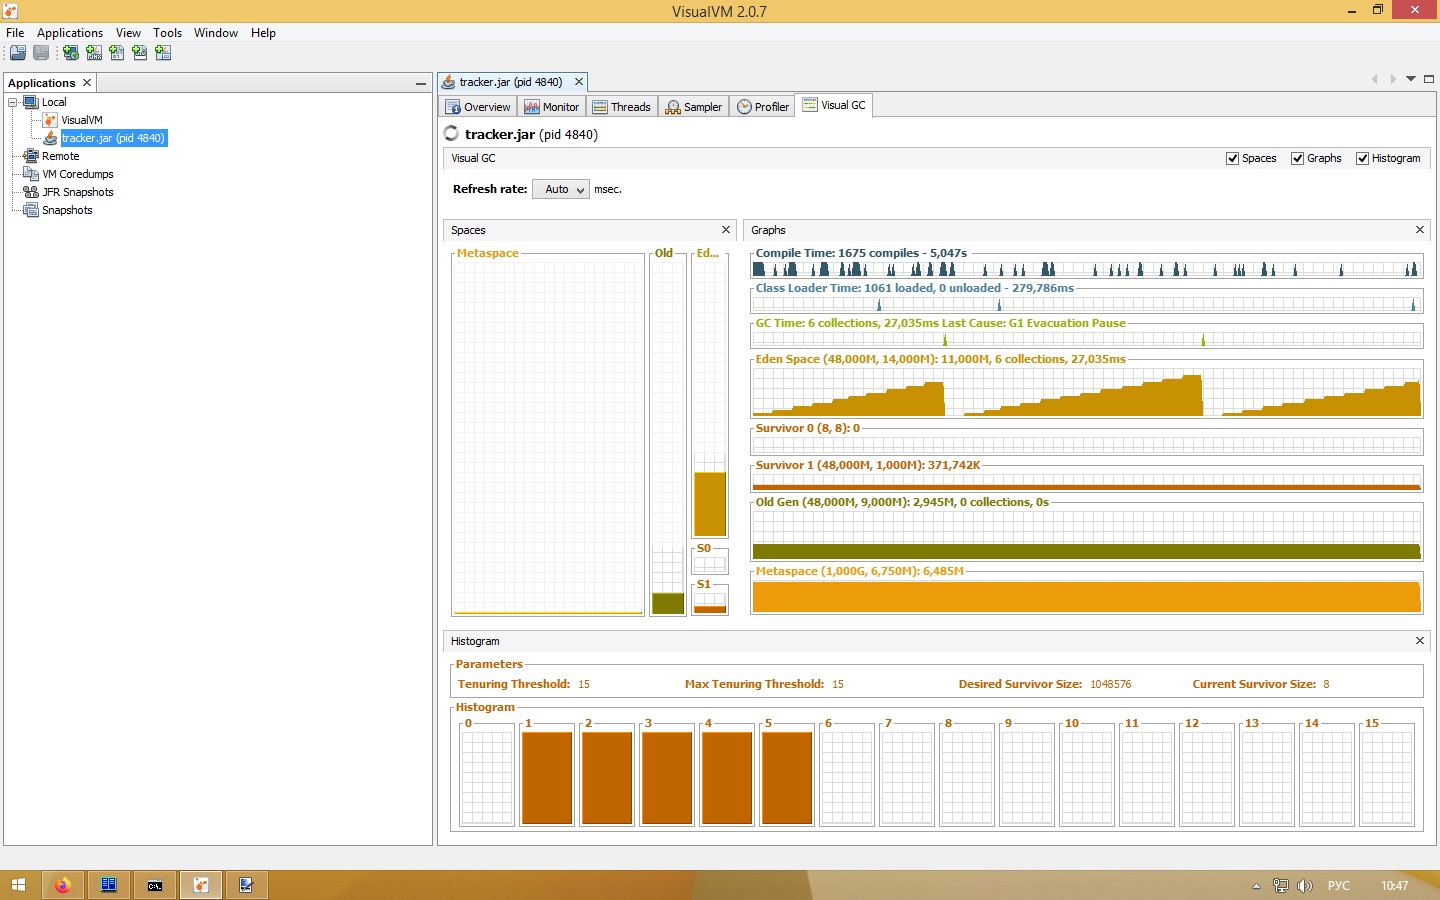 VisualVM 2.0.7
File Applications View Tools Window Help
Applications
Local
VisualVM
tracker.jar (pid 4840)
Remote
VM Coredumps
JFR Snapshots
Snapshots
tracker.jar (pid 4840)
Overview Monitor Threads Sampler Profiler Visual GC
tracker.jar (pid 4840)
Visual GC Spaces Graphs Histogram
Refresh rate: Auto msec.
Spaces
Metaspace Old Ed...
S0
S1
Graphs
Compile Time: 1675 compiles - 5,047s
Class Loader Time: 1061 loaded, 0 unloaded - 279,786ms
GC Time: 6 collections, 27,035ms Last Cause: G1 Evacuation Pause
Eden Space (48,000M, 14,000M): 11,000M, 6 collections, 27,035ms
Survivor 0 (8, 8): 0
Survivor 1 (48,000M, 1,000M): 371,742K
Old Gen (48,000M, 9,000M): 2,945M, 0 collections, 0s
Metaspace (1,000G, 6,750M): 6,485M
Histogram
Parameters
Tenuring Threshold: 15 Max Tenuring Threshold: 15 Desired Survivor Size: 1048576 Current Survivor Size: 8
Histogram
0 1 2 3 4 5 6 7 8 9 10 11 12 13 14 15
РУС 10:47